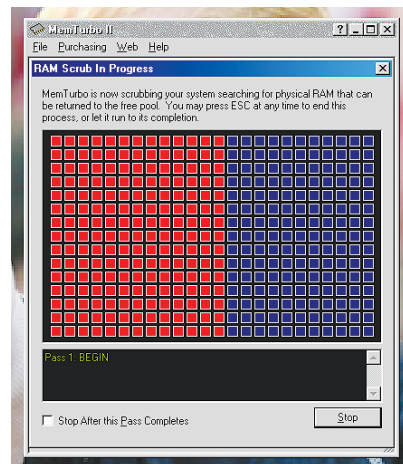 MemTurbo II
File Purchasing Web Help
RAM Scrub In Progress
MemTurbo is now scrubbing your system searching for physical RAM that can
be returned to the free pool. You may press ESC at any time to end this
process, or let it run to its completion.
Pass 1: BEGIN
Stop After this Pass Completes
Stop